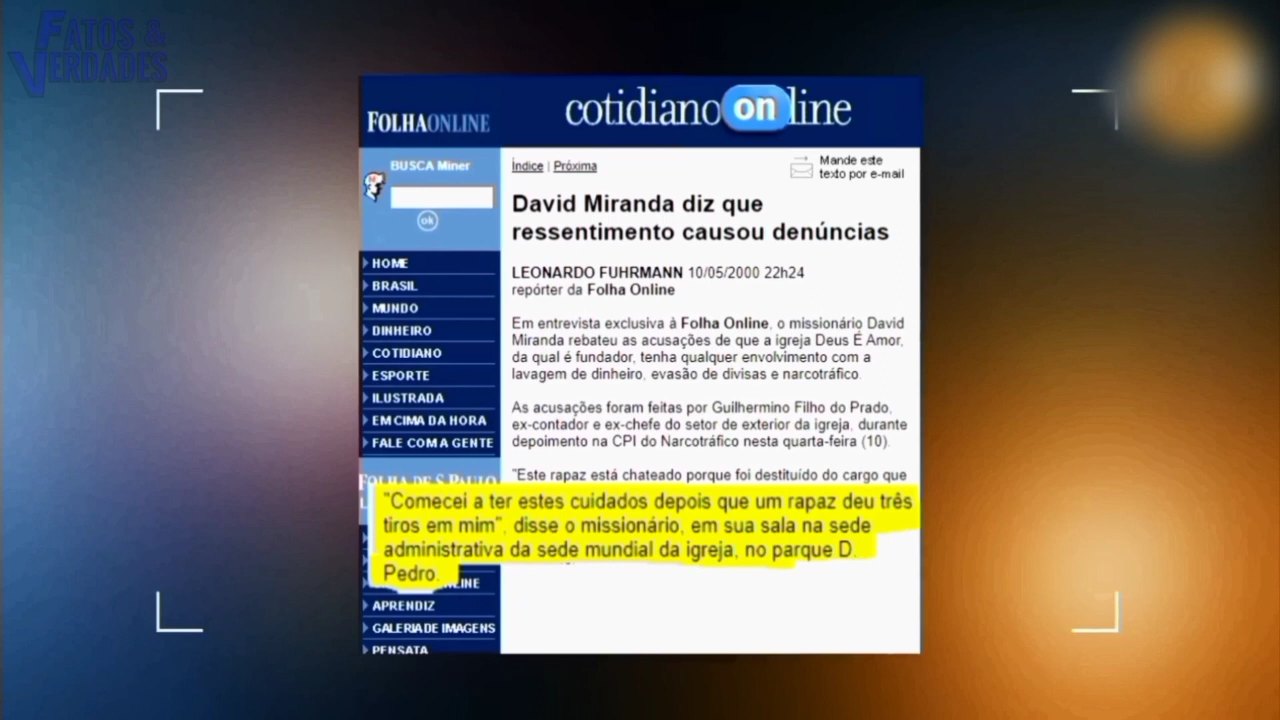 FATOS &
VERDADES
FOLHAONLINE
cotidiano online
BUSCA Miner
ok
Índice | Próxima
Mande este
texto por e-mail
David Miranda diz que
ressentimento causou denúncias
LEONARDO FUHRMANN 10/05/2000 22h24
repórter da Folha Online
Em entrevista exclusiva à Folha Online, o missionário David
Miranda rebateu as acusações de que a igreja Deus É Amor,
da qual é fundador, tenha qualquer envolvimento com a
lavagem de dinheiro, evasão de divisas e narcotráfico.
As acusações foram feitas por Guilhermino Filho do Prado,
ex-contador e ex-chefe do setor de exterior da igreja, durante
depoimento na CPI do Narcotráfico nesta quarta-feira (10).
"Este rapaz está chateado porque foi destituído do cargo que
"Comecei a ter estes cuidados depois que um rapaz deu três
tiros em mim", disse o missionário, em sua sala na sede
administrativa da sede mundial da igreja, no parque D.
Pedro.
HOME
BRASIL
MUNDO
DINHEIRO
COTIDIANO
ESPORTE
ILUSTRADA
EM CIMA DA HORA
FALE COM A GENTE
FOLHA DE S.PAULO
APRENDIZ
GALERIA DE IMAGENS
PENSATA